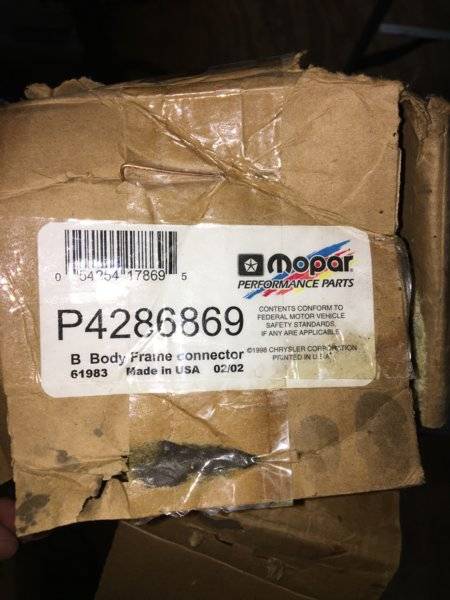 0 54254 17869 5
Mopar
PERFORMANCE PARTS
P4286869
CONTENTS CONFORM TO
FEDERAL MOTOR VEHICLE
SAFETY STANDARDS,
IF ANY ARE APPLICABLE
B Body Frame connector
61983 Made in USA 02/02
©1998 CHRYSLER CORPORATION
PRINTED IN U.S.A.